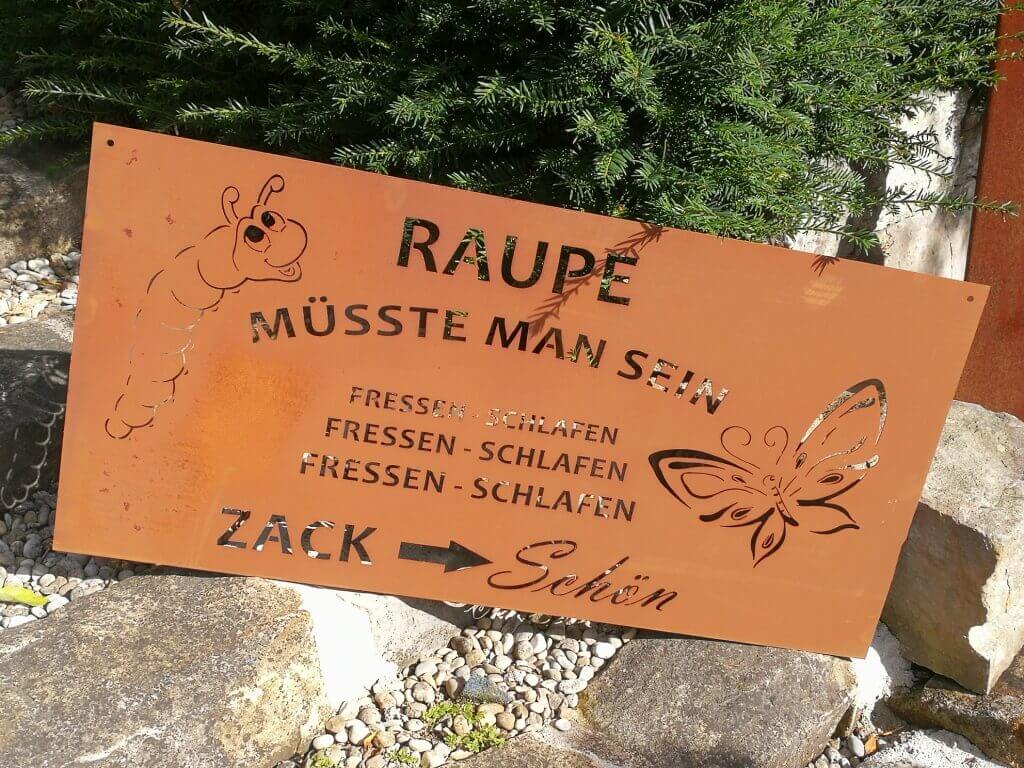 RAUPE
MÜSSTE MAN SEIN
FRESSEN - SCHLAFEN
FRESSEN - SCHLAFEN
FRESSEN - SCHLAFEN
ZACK → Schön